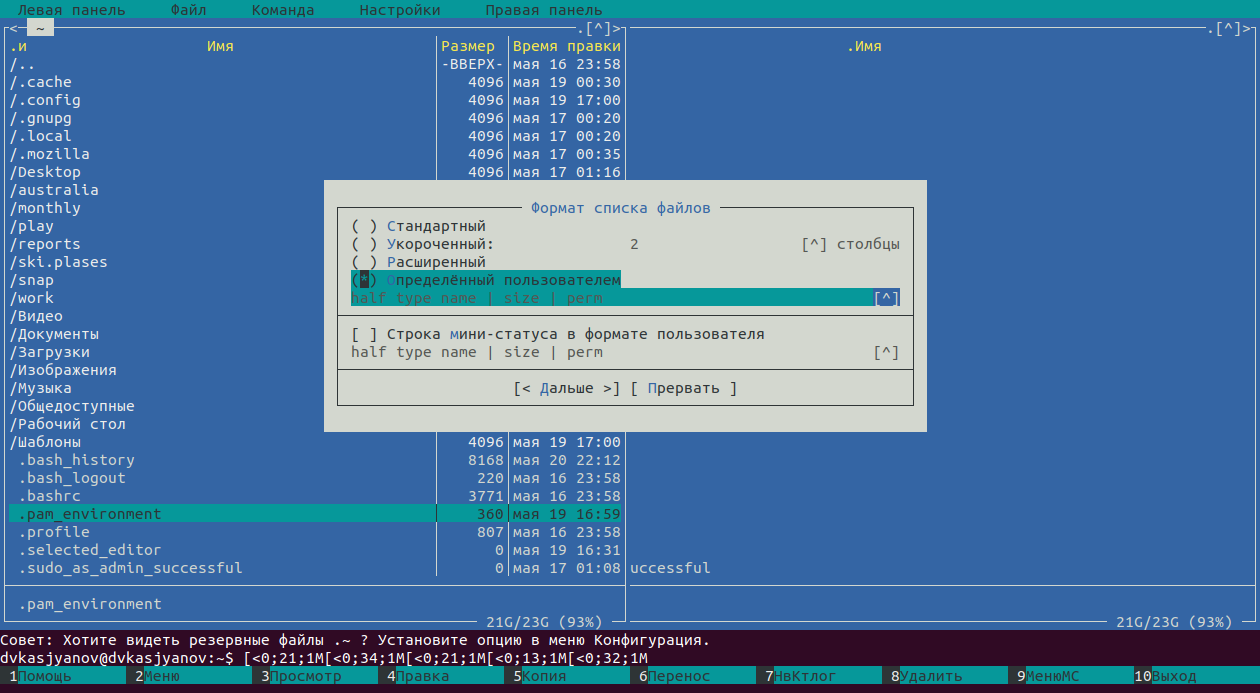 Левая панель Файл Команда Настройки Правая панель
<- ~ .[^]> .[^]>
.и Имя Размер Время правки .Имя
/.. -ВВЕРХ- мая 16 23:58
/.cache 4096 мая 19 00:30
/.config 4096 мая 19 17:00
/.gnupg 4096 мая 17 00:20
/.local 4096 мая 17 00:20
/.mozilla 4096 мая 17 00:35
/Desktop 4096 мая 17 01:16
/australia
/monthly
/play
/reports
/ski.plases
/snap
/work
/Видео
/Документы
/Загрузки
/Изображения
/Музыка
/Общедоступные
/Рабочий стол
/Шаблоны 4096 мая 19 17:00
.bash_history 8168 мая 20 22:12
.bash_logout 220 мая 16 23:58
.bashrc 3771 мая 16 23:58
.pam_environment 360 мая 19 16:59
.profile 807 мая 16 23:58
.selected_editor 0 мая 19 16:31
.sudo_as_admin_successful 0 мая 17 01:08 uccessful
.pam_environment
21G/23G (93%) 21G/23G (93%)
Формат списка файлов
( ) Стандартный
( ) Укороченный: 2 [^] столбцы
( ) Расширенный
(*) Определённый пользователем
half type name | size | perm [^]
[ ] Строка мини-статуса в формате пользователя
half type name | size | perm [^]
[< Дальше >] [ Прервать ]
Совет: Хотите видеть резервные файлы .~ ? Установите опцию в меню Конфигурация.
dvkasjyanov@dvkasjyanov:~$ [<0;21;1M[<0;34;1M[<0;21;1M[<0;13;1M[<0;32;1M
1Помощь 2Меню 3Просмотр 4Правка 5Копия 6Перенос 7НвКтлог 8Удалить 9МенюМС 10Выход